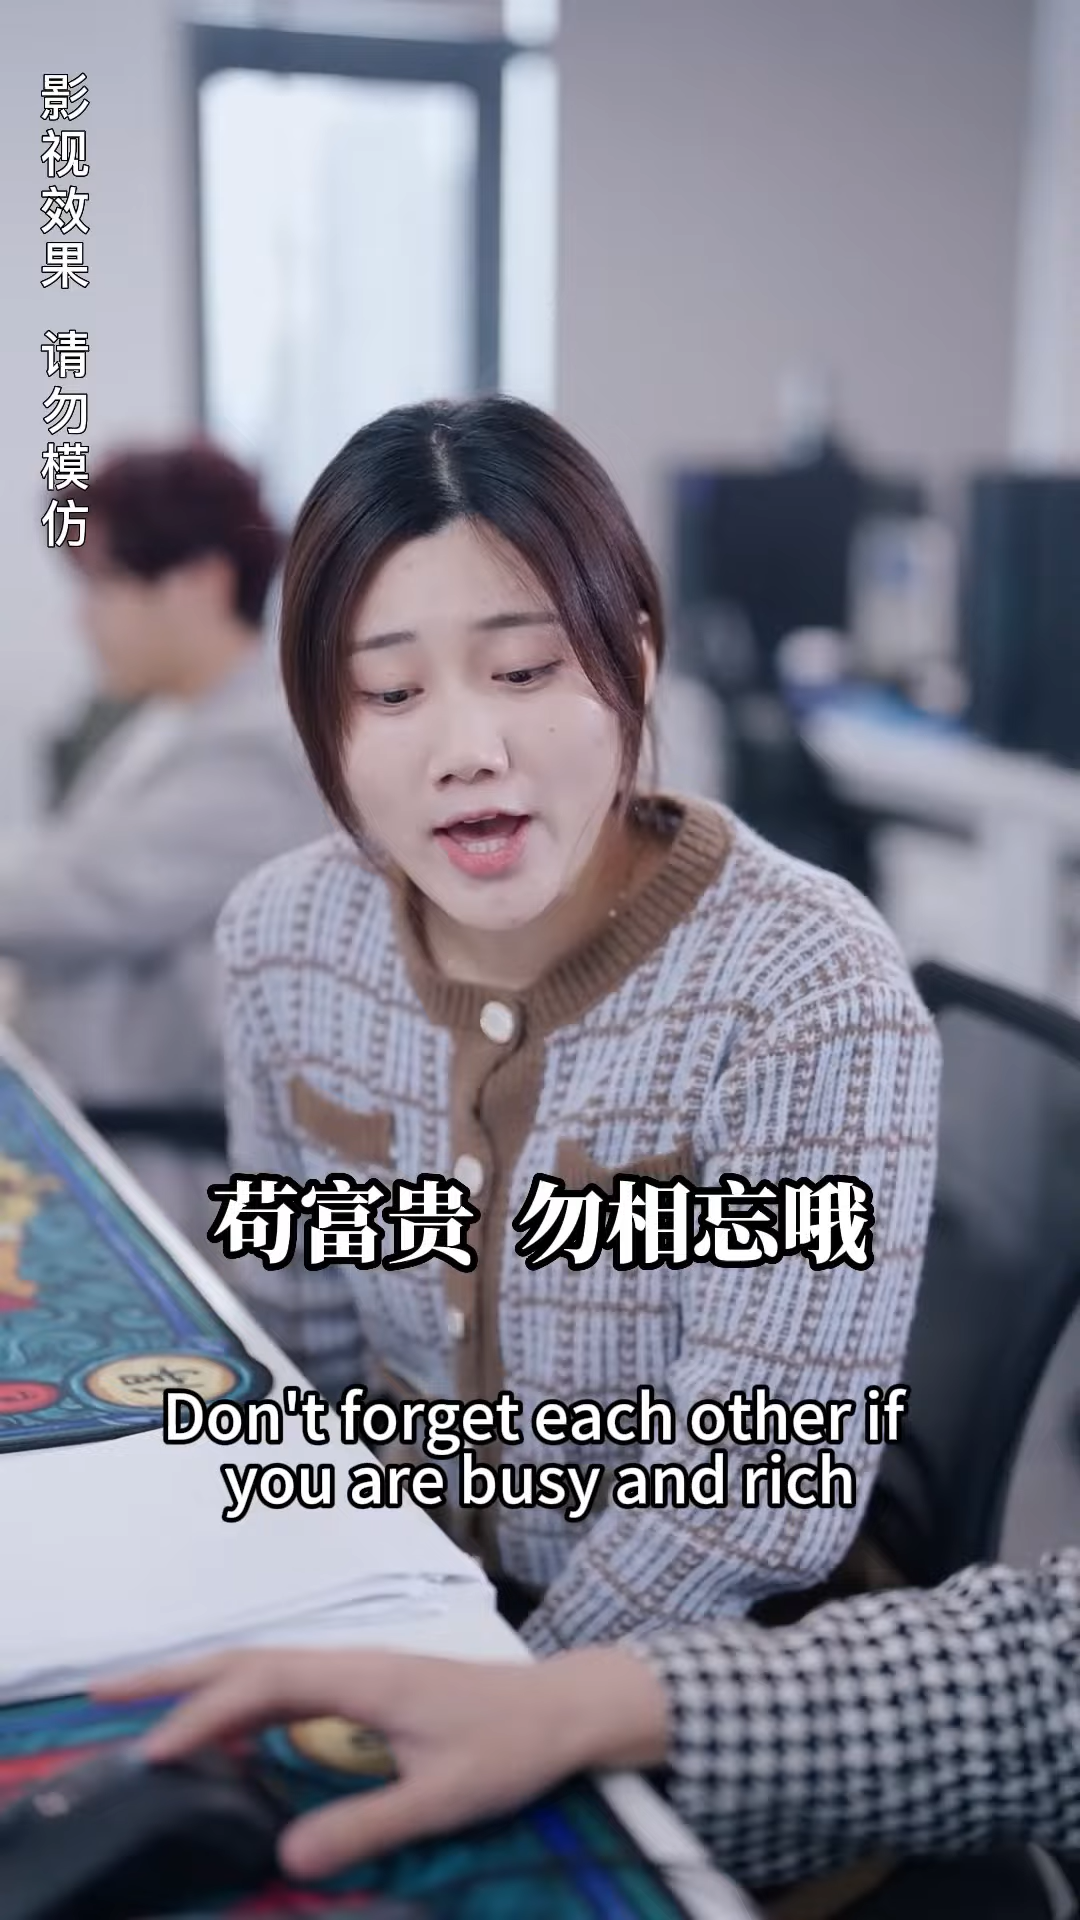 影视效果 请勿模仿
苟富贵 勿相忘哦
Don't forget each other if
you are busy and rich